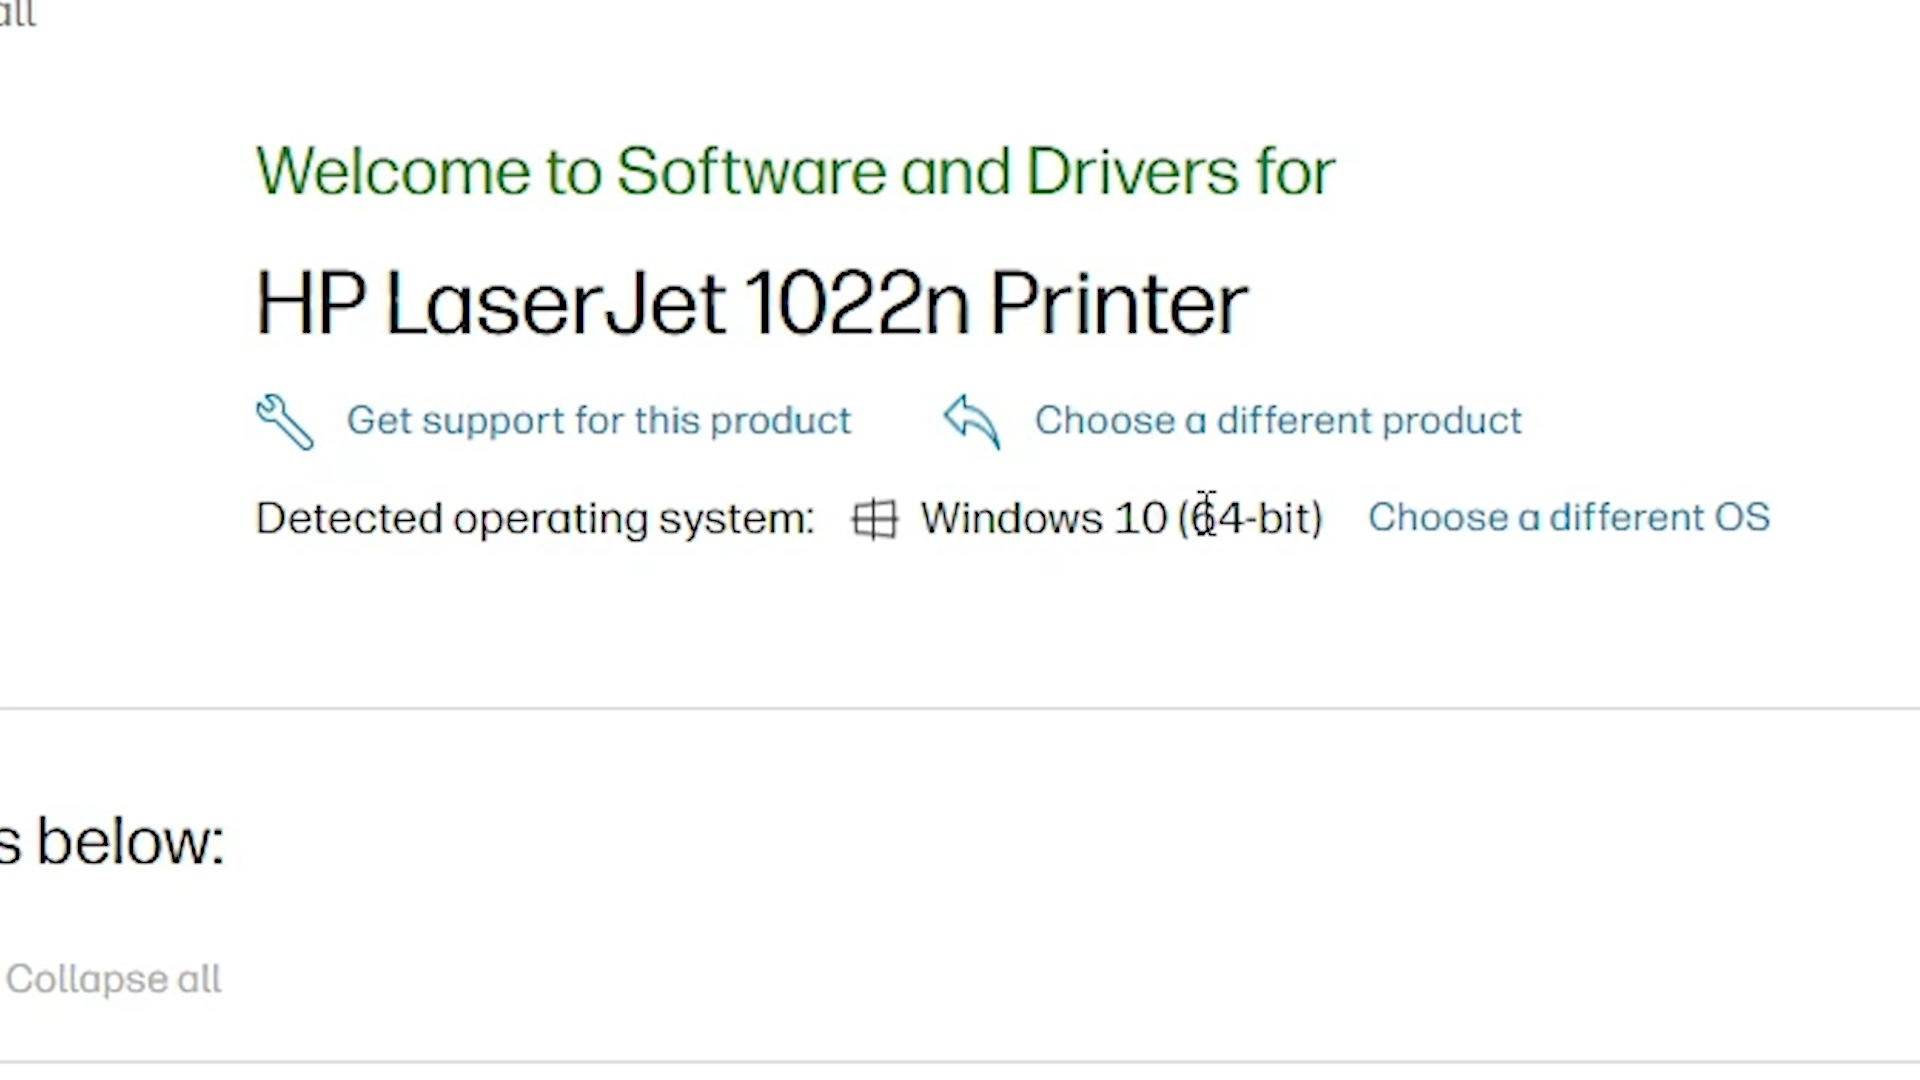 all
Welcome to Software and Drivers for
HP LaserJet 1022n Printer
Get support for this product Choose a different product
Detected operating system: Windows 10 (64-bit) Choose a different OS
s below:
Collapse all